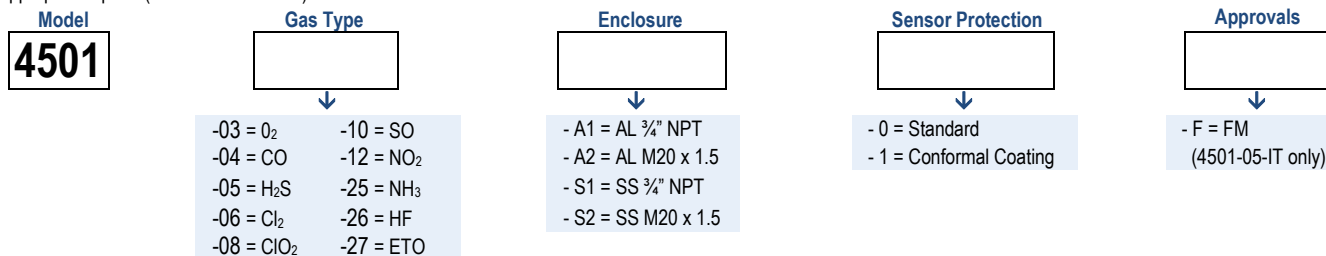 Model Gas Type Enclosure Sensor Protection Approvals
4501
-03 = 0₂ -10 = SO - A1 = AL ¾” NPT - 0 = Standard - F = FM
-04 = CO -12 = NO₂ - A2 = AL M20 x 1.5 - 1 = Conformal Coating (4501-05-IT only)
-05 = H₂S -25 = NH₃ - S1 = SS ¾” NPT
-06 = Cl₂ -26 = HF - S2 = SS M20 x 1.5
-08 = ClO₂ -27 = ETO